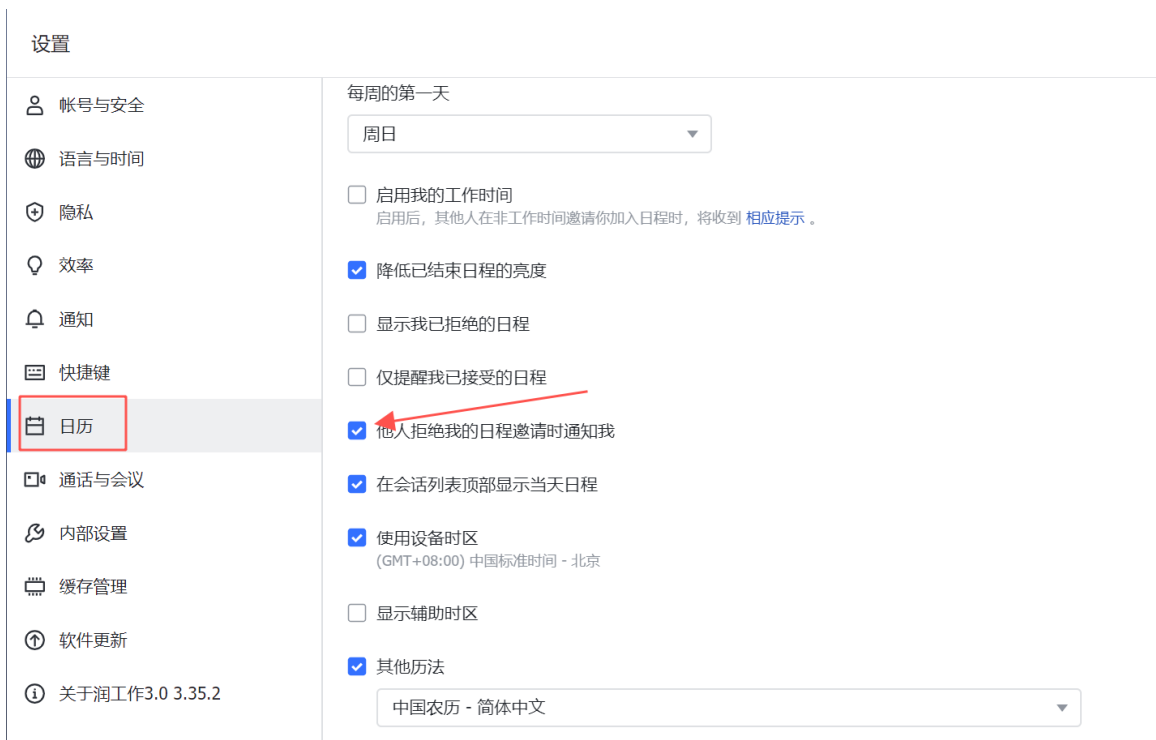 设置
帐号与安全
语言与时间
隐私
效率
通知
快捷键
日历
通话与会议
内部设置
缓存管理
软件更新
关于润工作3.0 3.35.2
每周的第一天
周日
启用我的工作时间
启用后，其他人在非工作时间邀请你加入日程时，将收到 相应提示 。
降低已结束日程的亮度
显示我已拒绝的日程
仅提醒我已接受的日程
他人拒绝我的日程邀请时通知我
在会话列表顶部显示当天日程
使用设备时区
(GMT+08:00) 中国标准时间 - 北京
显示辅助时区
其他历法
中国农历 - 简体中文